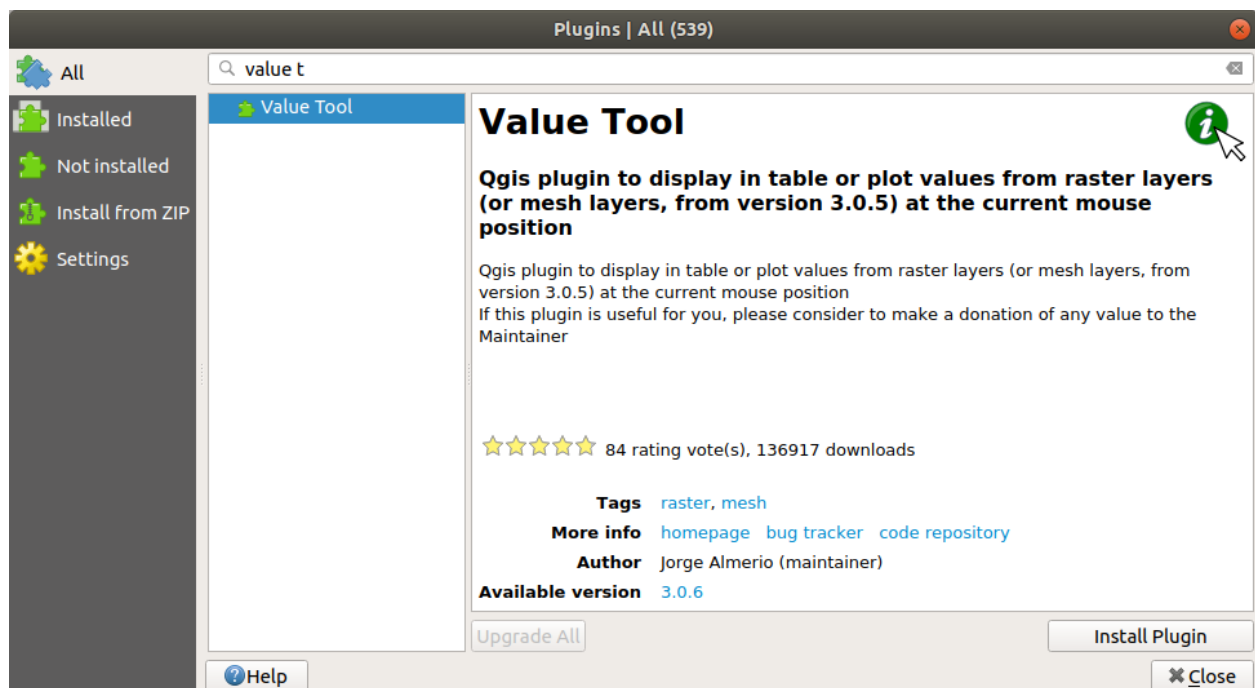 Plugins | All (539)
All
Installed
Not installed
Install from ZIP
Settings
value t
Value Tool
Value Tool
Qgis plugin to display in table or plot values from raster layers
(or mesh layers, from version 3.0.5) at the current mouse
position
Qgis plugin to display in table or plot values from raster layers (or mesh layers, from
version 3.0.5) at the current mouse position
If this plugin is useful for you, please consider to make a donation of any value to the
Maintainer
84 rating vote(s), 136917 downloads
Tags raster, mesh
More info homepage bug tracker code repository
Author Jorge Almerio (maintainer)
Available version 3.0.6
Upgrade All
Install Plugin
Help
Close